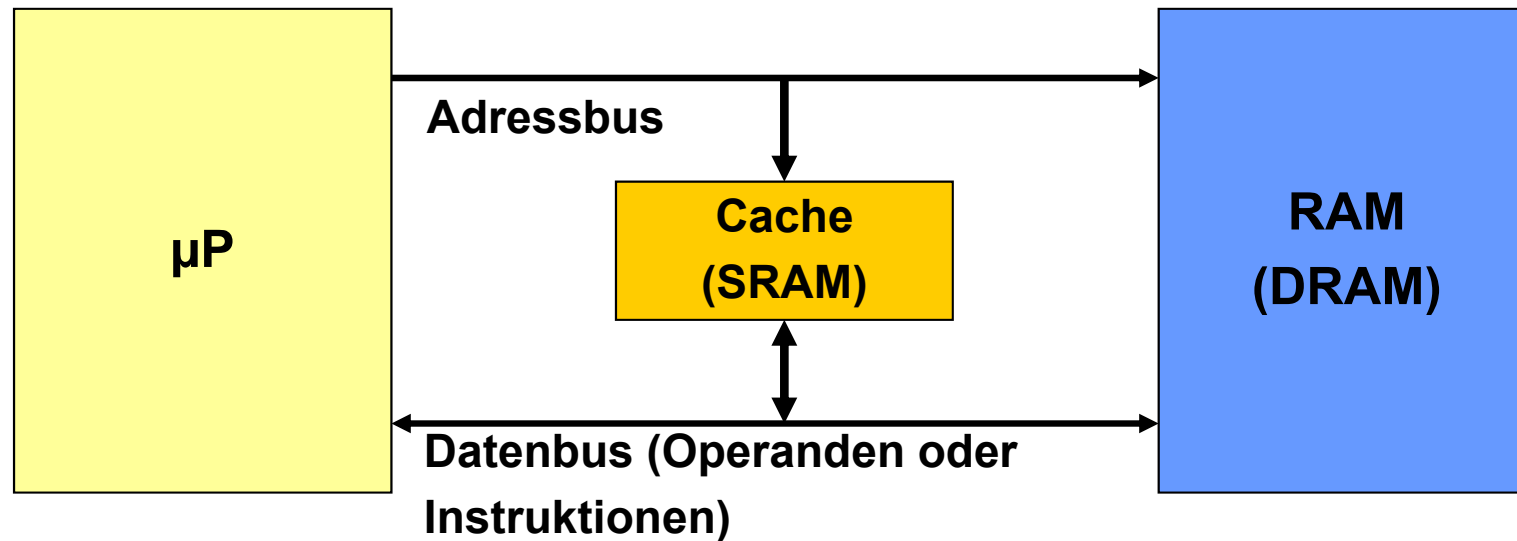 µP
Adressbus
Cache
(SRAM)
RAM
(DRAM)
Datenbus (Operanden oder
Instruktionen)